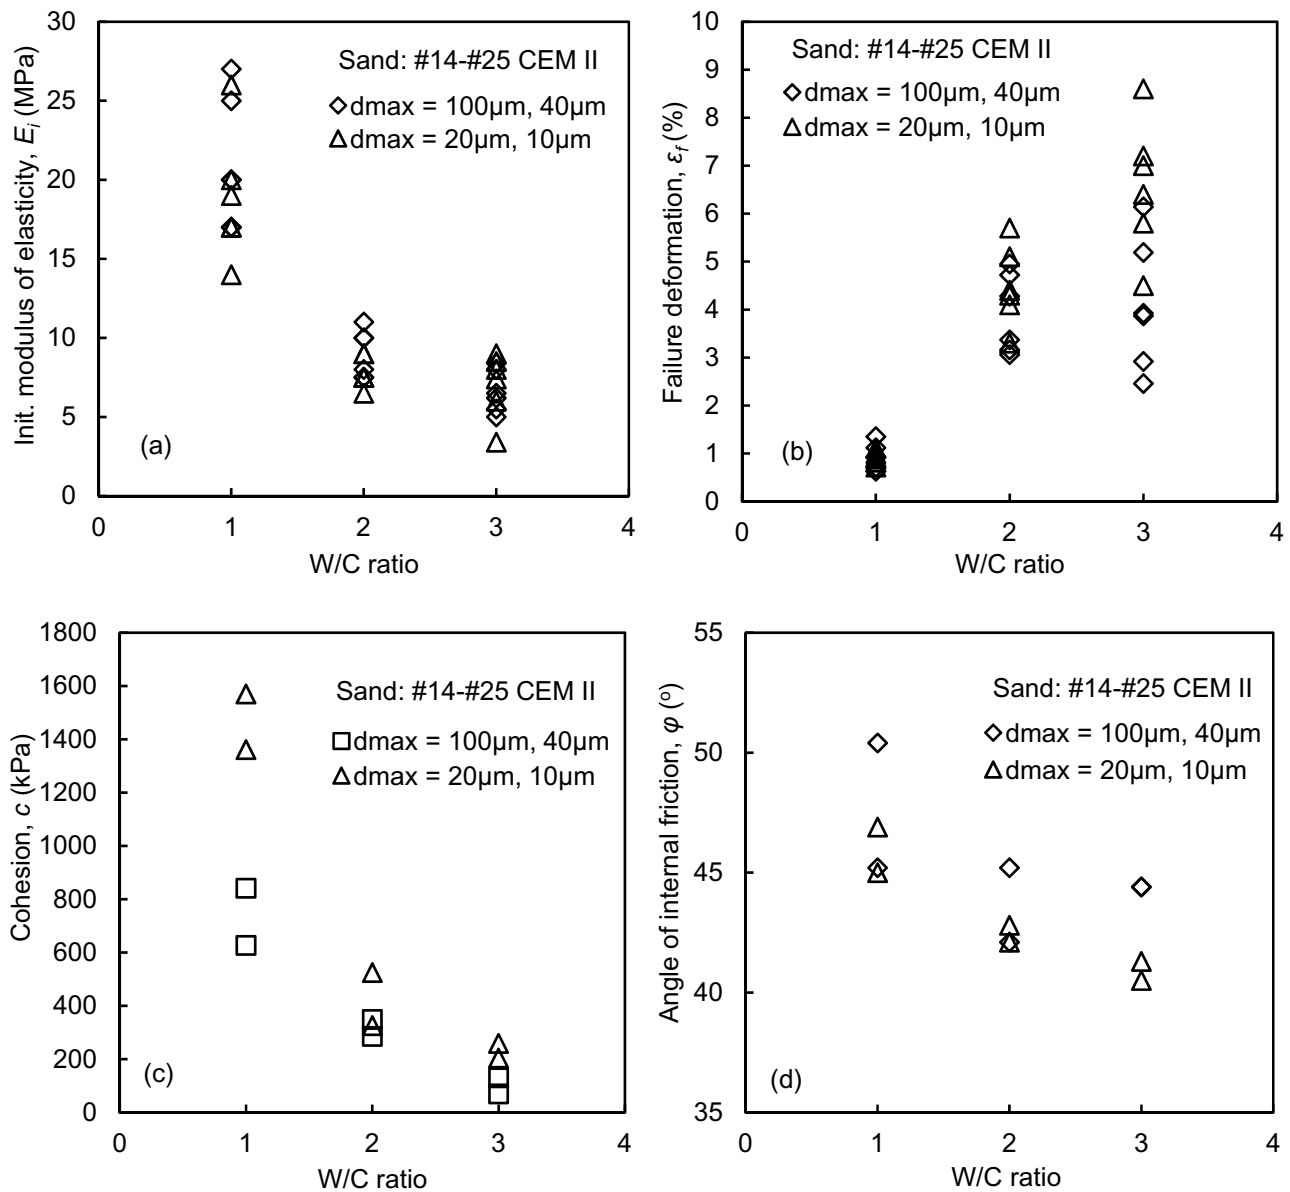 30
25
20
15
10
5
0
0
1
2
3
4
Init. modulus of elasticity, Ei (MPa)
W/C ratio
Sand: #14-#25 CEM II
dmax = 100μm, 40μm
dmax = 20μm, 10μm
(a)
10
9
8
7
6
5
4
3
2
1
0
0
1
2
3
4
Failure deformation, εf (%)
W/C ratio
Sand: #14-#25 CEM II
dmax = 100μm, 40μm
dmax = 20μm, 10μm
(b)
1800
1600
1400
1200
1000
800
600
400
200
0
0
1
2
3
4
Cohesion, c (kPa)
W/C ratio
Sand: #14-#25 CEM II
dmax = 100μm, 40μm
dmax = 20μm, 10μm
(c)
55
50
45
40
35
0
1
2
3
4
Angle of internal friction, φ (°)
W/C ratio
Sand: #14-#25 CEM II
dmax = 100μm, 40μm
dmax = 20μm, 10μm
(d)